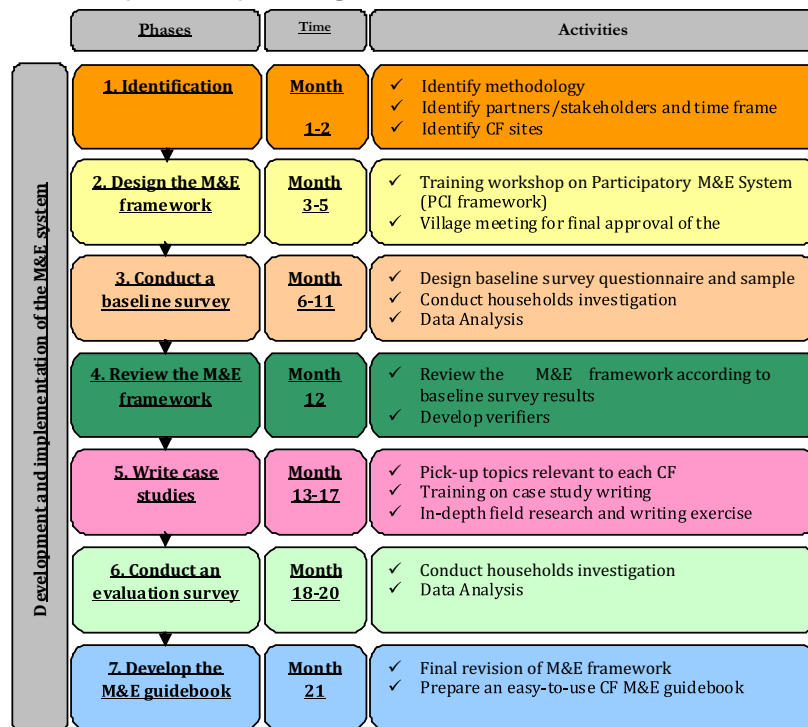 Phases
Time
Activities
Development and implementation of the M&E system
1. Identification
Month
1-2
✓ Identify methodology
✓ Identify partners/stakeholders and time frame
✓ Identify CF sites
2. Design the M&E
framework
Month
3-5
✓ Training workshop on Participatory M&E System
(PCI framework)
✓ Village meeting for final approval of the
3. Conduct a
baseline survey
Month
6-11
✓ Design baseline survey questionnaire and sample
✓ Conduct households investigation
✓ Data Analysis
4. Review the M&E
framework
Month
12
✓ Review the M&E framework according to
baseline survey results
✓ Develop verifiers
5. Write case
studies
Month
13-17
✓ Pick-up topics relevant to each CF
✓ Training on case study writing
✓ In-depth field research and writing exercise
6. Conduct an
evaluation survey
Month
18-20
✓ Conduct households investigation
✓ Data Analysis
7. Develop the
M&E guidebook
Month
21
✓ Final revision of M&E framework
✓ Prepare an easy-to-use CF M&E guidebook